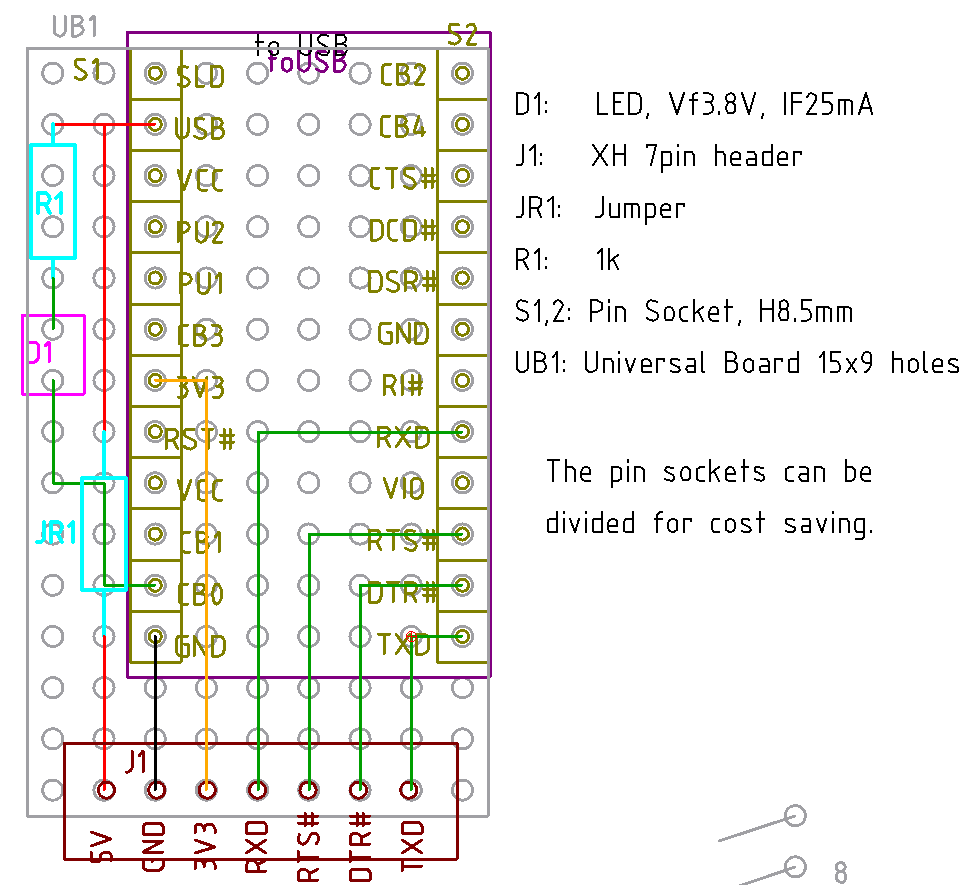 UB1
to USB
toUSB
S1
S2
SLD
CB2
USB
CB4
VCC
CTS#
PU2
DCD#
PU1
DSR#
CB3
GND
3V3
RI#
RST#
RXD
VCC
VIO
CB1
RTS#
CB0
DTR#
GND
TXD
R1
D1
JR1
J1
5V
GND
3V3
RXD
RTS#
DTR#
TXD
D1: LED, Vf3.8V, IF25mA
J1: XH 7pin header
JR1: Jumper
R1: 1k
S1,2: Pin Socket, H8.5mm
UB1: Universal Board 15x9 holes
The pin sockets can be
divided for cost saving.
8